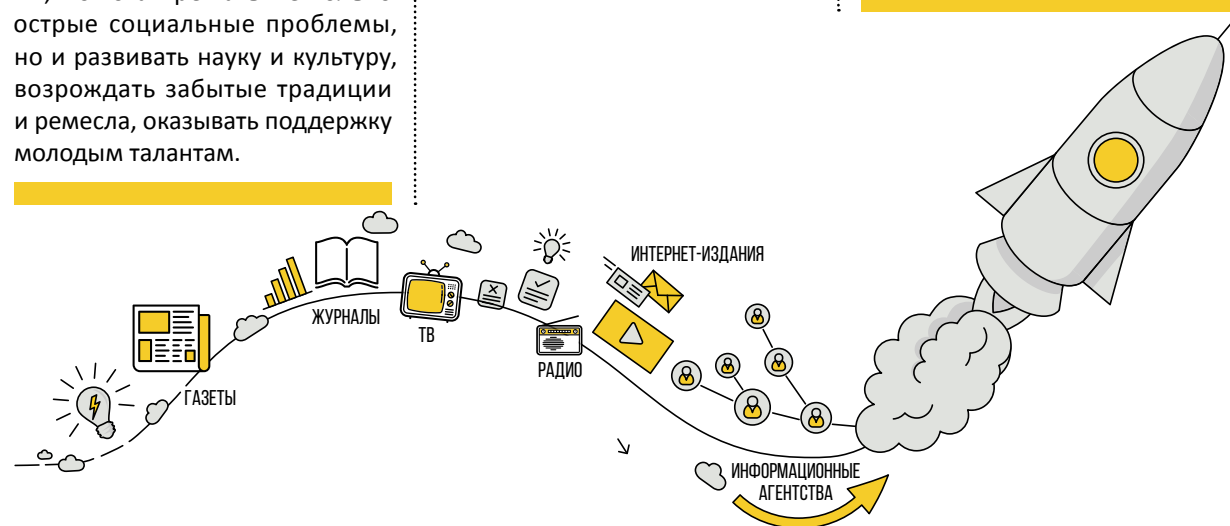 острые социальные проблемы,
но и развивать науку и культуру,
возрождать забытые традиции
и ремесла, оказывать поддержку
молодым талантам.
ГАЗЕТЫ
ЖУРНАЛЫ
ТВ
РАДИО
ИНТЕРНЕТ-ИЗДАНИЯ
ИНФОРМАЦИОННЫЕ
АГЕНТСТВА